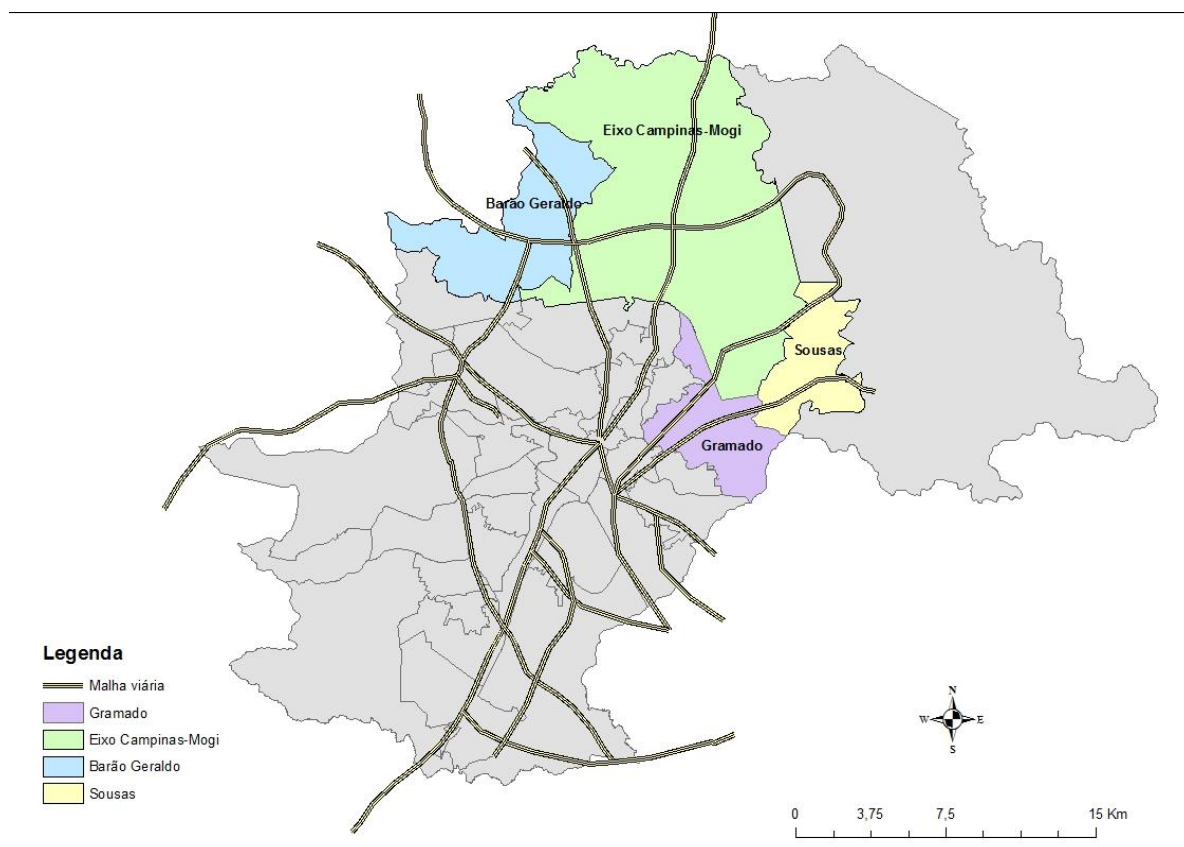 Eixo Campinas-Mogi
Barão Geraldo
Sousas
Gramado
Legenda
Malha viária
Gramado
Eixo Campinas-Mogi
Barão Geraldo
Sousas
N
W E
S
0 3,75 7,5 15 Km